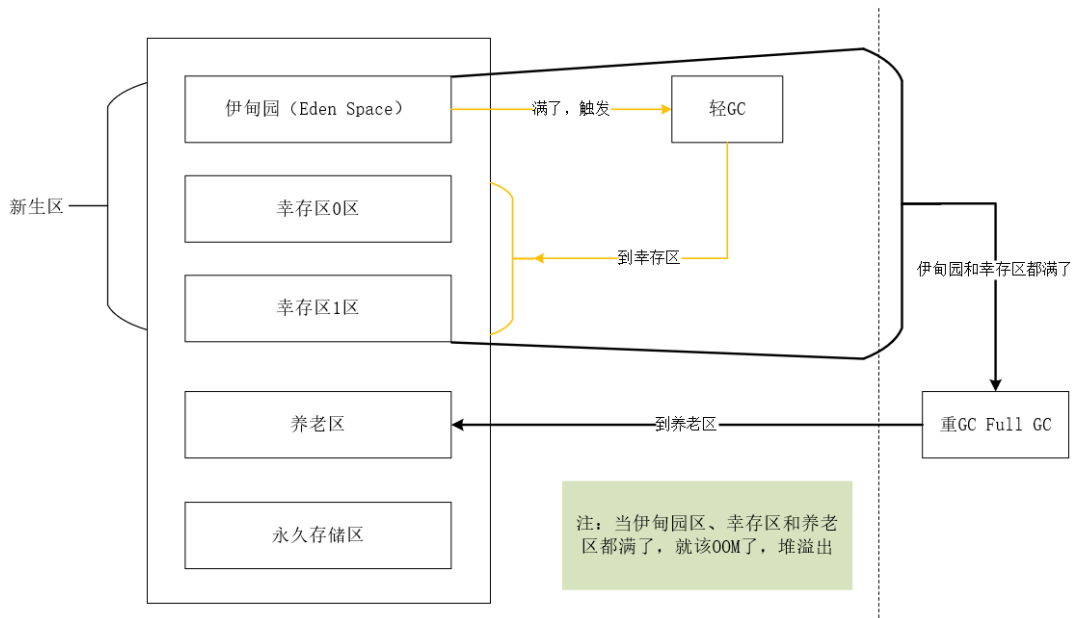 伊甸园（Eden Space）
满了，触发
轻GC
幸存区0区
新生区
到幸存区
伊甸园和幸存区都满了
幸存区1区
养老区
到养老区
重GC Full GC
永久存储区
注：当伊甸园区、幸存区和养老
区都满了，就该OOM了，堆溢出